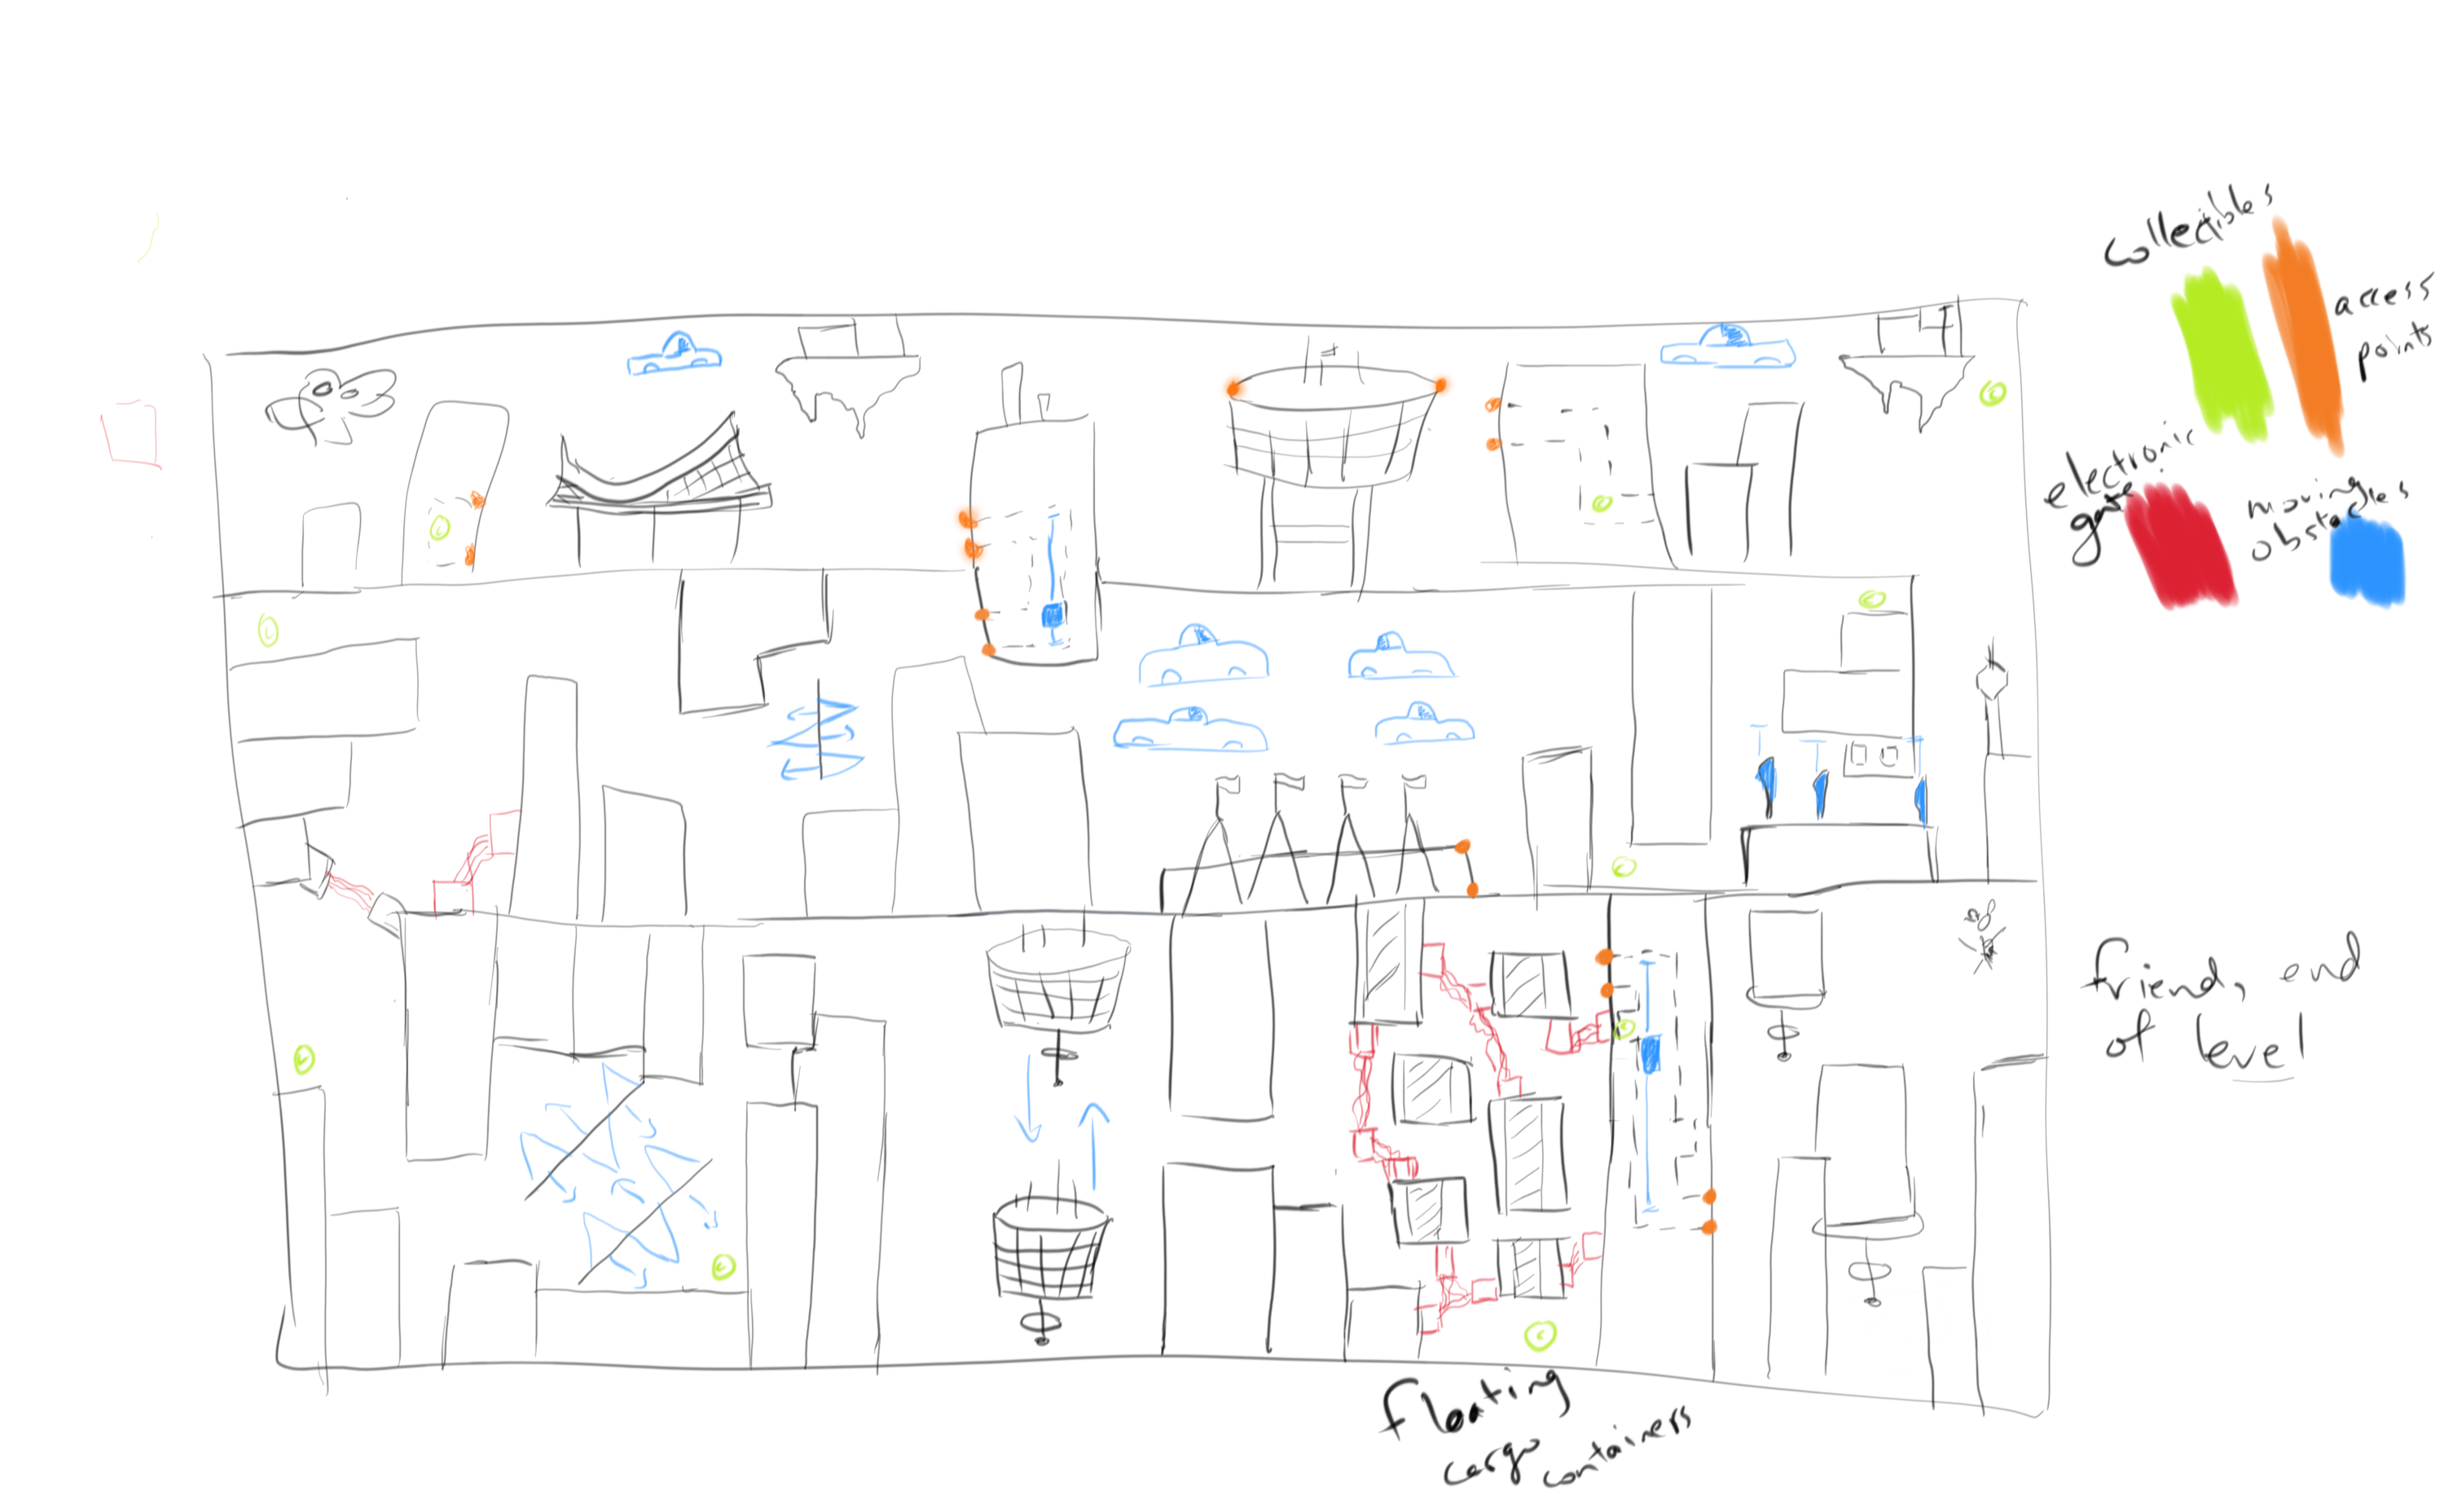 collectibles
access
points
electronic
gate
moving
obstacles
friend, end
of level
floating
cargo containers